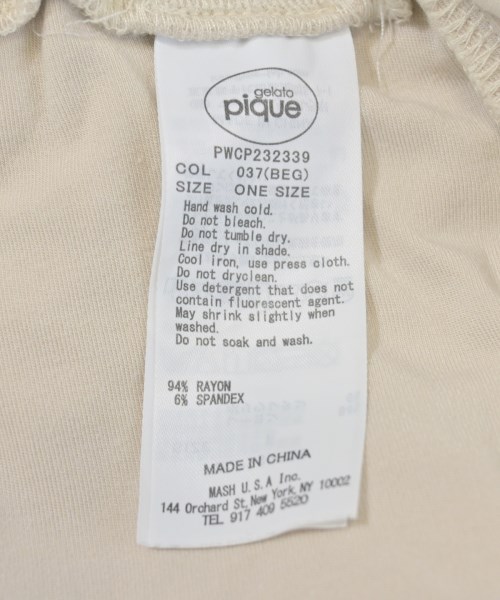 gelato
pique
PWCP232339
COL 037(BEG)
SIZE ONE SIZE
Hand wash cold.
Do not bleach.
Do not tumble dry.
Line dry in shade.
Cool iron, use press cloth.
Do not dryclean.
Use detergent that does not
contain fluorescent agent.
May shrink slightly when
washed.
Do not soak and wash.
94% RAYON
6% SPANDEX
MADE IN CHINA
MASH U.S.A Inc.
144 Orchard St, New York, NY 10002
TEL 917 409 5520